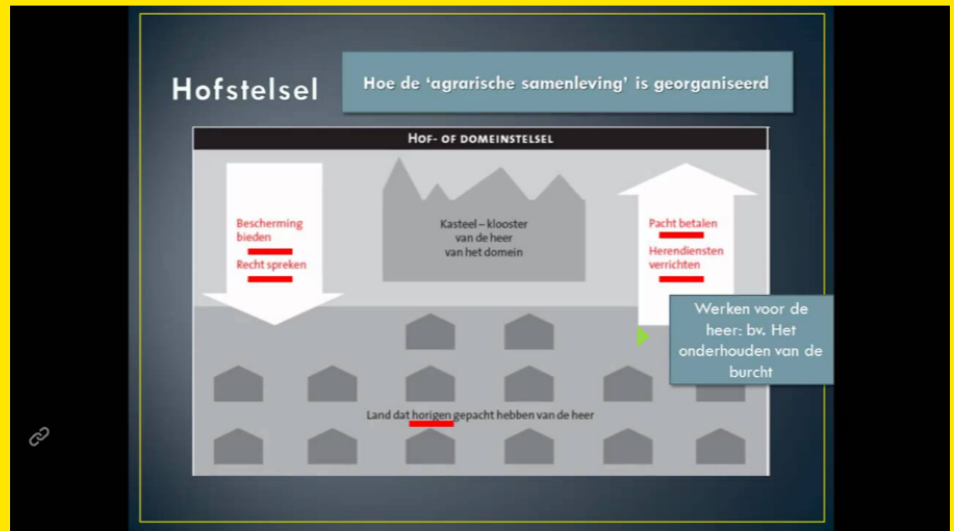 Hofstelsel
Hoe de ‘agrarische samenleving’ is georganiseerd
HOF- OF DOMEINSTELSEL
Bescherming
bieden
Recht spreken
Kasteel – klooster
van de heer
van het domein
Pacht betalen
Herendiensten
verrichten
Werken voor de
heer: bv. Het
onderhouden van de
burcht
Land dat horigen gepacht hebben van de heer